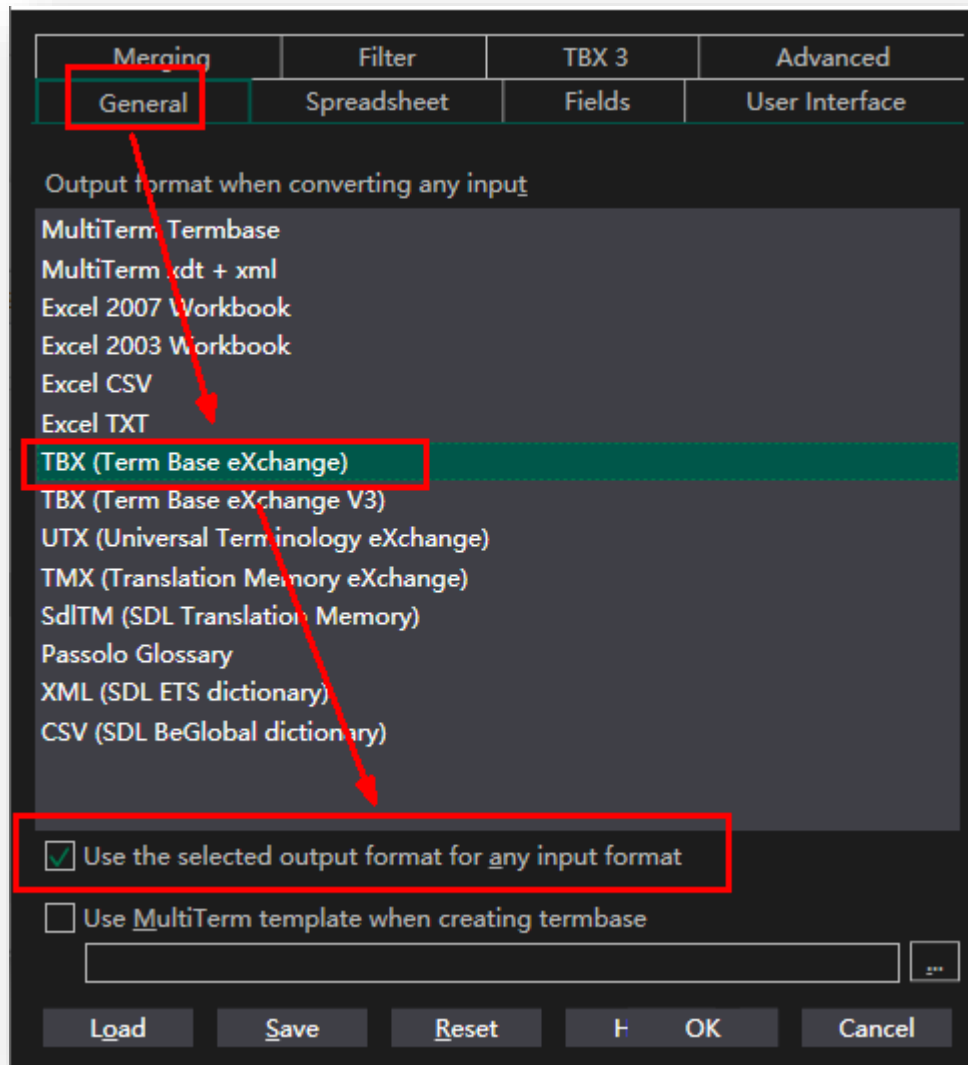 Merging Filter TBX 3 Advanced
General Spreadsheet Fields User Interface
Output format when converting any input
MultiTerm Termbase
MultiTerm xdt + xml
Excel 2007 Workbook
Excel 2003 Workbook
Excel CSV
Excel TXT
TBX (Term Base eXchange)
TBX (Term Base eXchange V3)
UTX (Universal Terminology eXchange)
TMX (Translation Memory eXchange)
SdlTM (SDL Translation Memory)
Passolo Glossary
XML (SDL ETS dictionary)
CSV (SDL BeGlobal dictionary)
Use the selected output format for any input format
Use MultiTerm template when creating termbase
...
Load Save Reset H OK Cancel